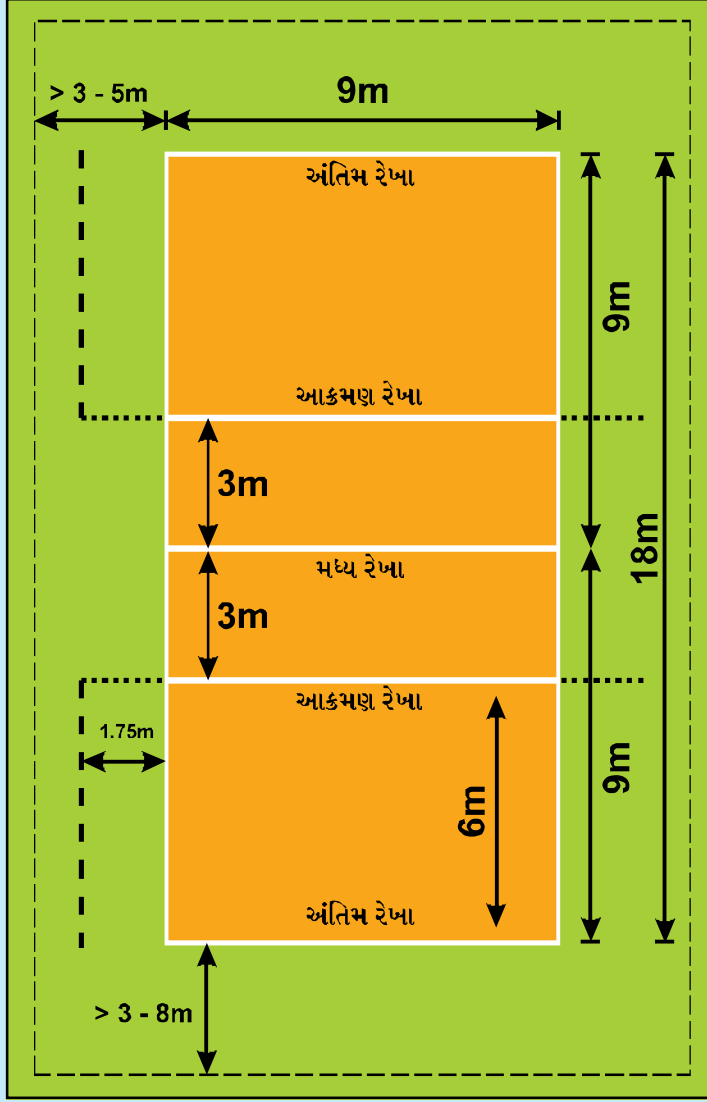 > 3 - 5m
9m
અંતિમ રેખા
9m
આક્રમણ રેખા
3m
18m
મધ્ય રેખા
3m
આક્રમણ રેખા
1.75m
9m
6m
અંતિમ રેખા
> 3 - 8m